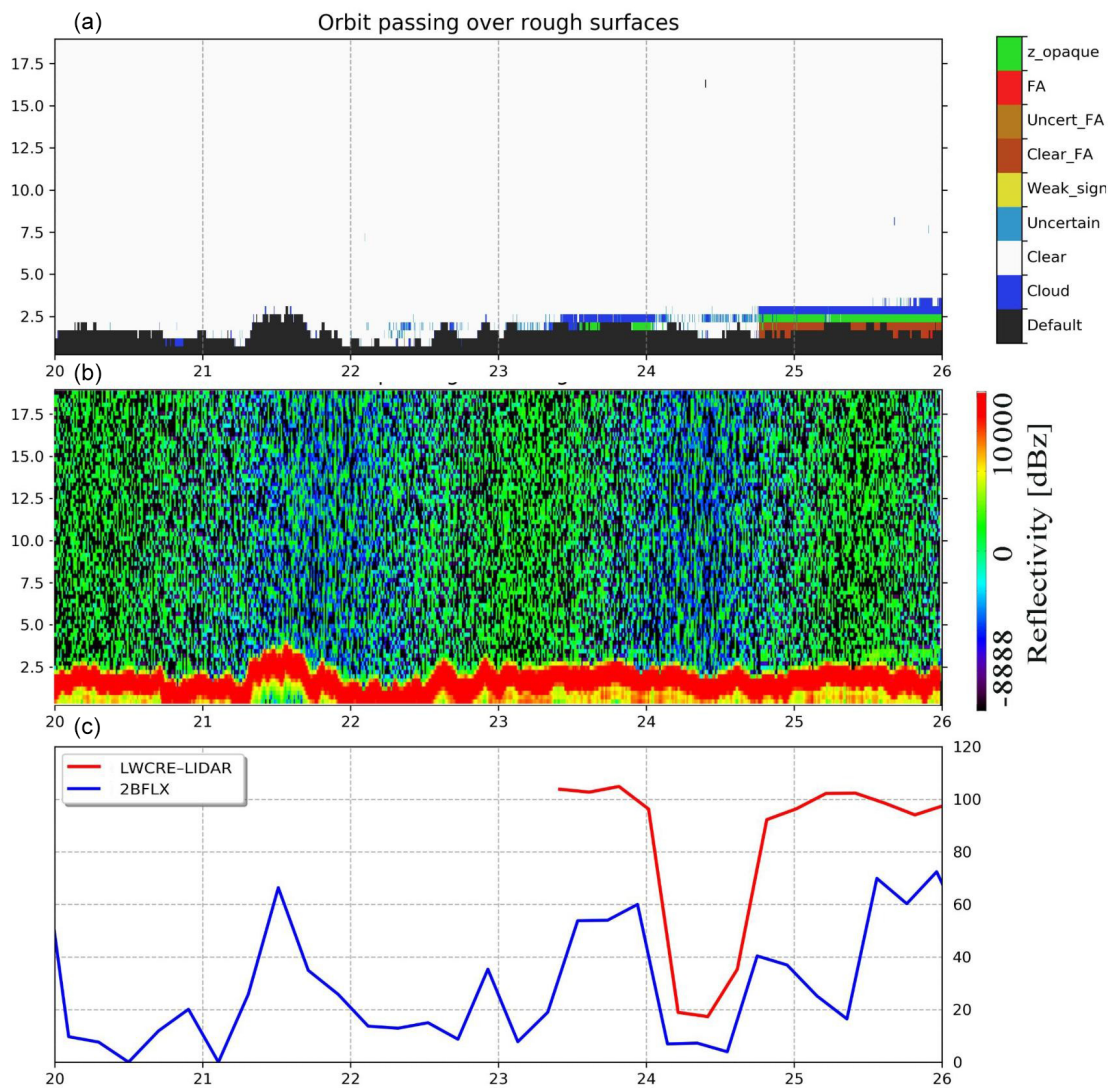 (a)
Orbit passing over rough surfaces
17.5
15.0
12.5
10.0
7.5
5.0
2.5
20 21 22 23 24 25 26
z_opaque
FA
Uncert_FA
Clear_FA
Weak_sign
Uncertain
Clear
Cloud
Default
(b)
17.5
15.0
12.5
10.0
7.5
5.0
2.5
20 21 22 23 24 25 26
-8888 0 10000
Reflectivity [dBz]
(c)
LWCRE–LIDAR
2BFLX
120
100
80
60
40
20
0
20 21 22 23 24 25 26